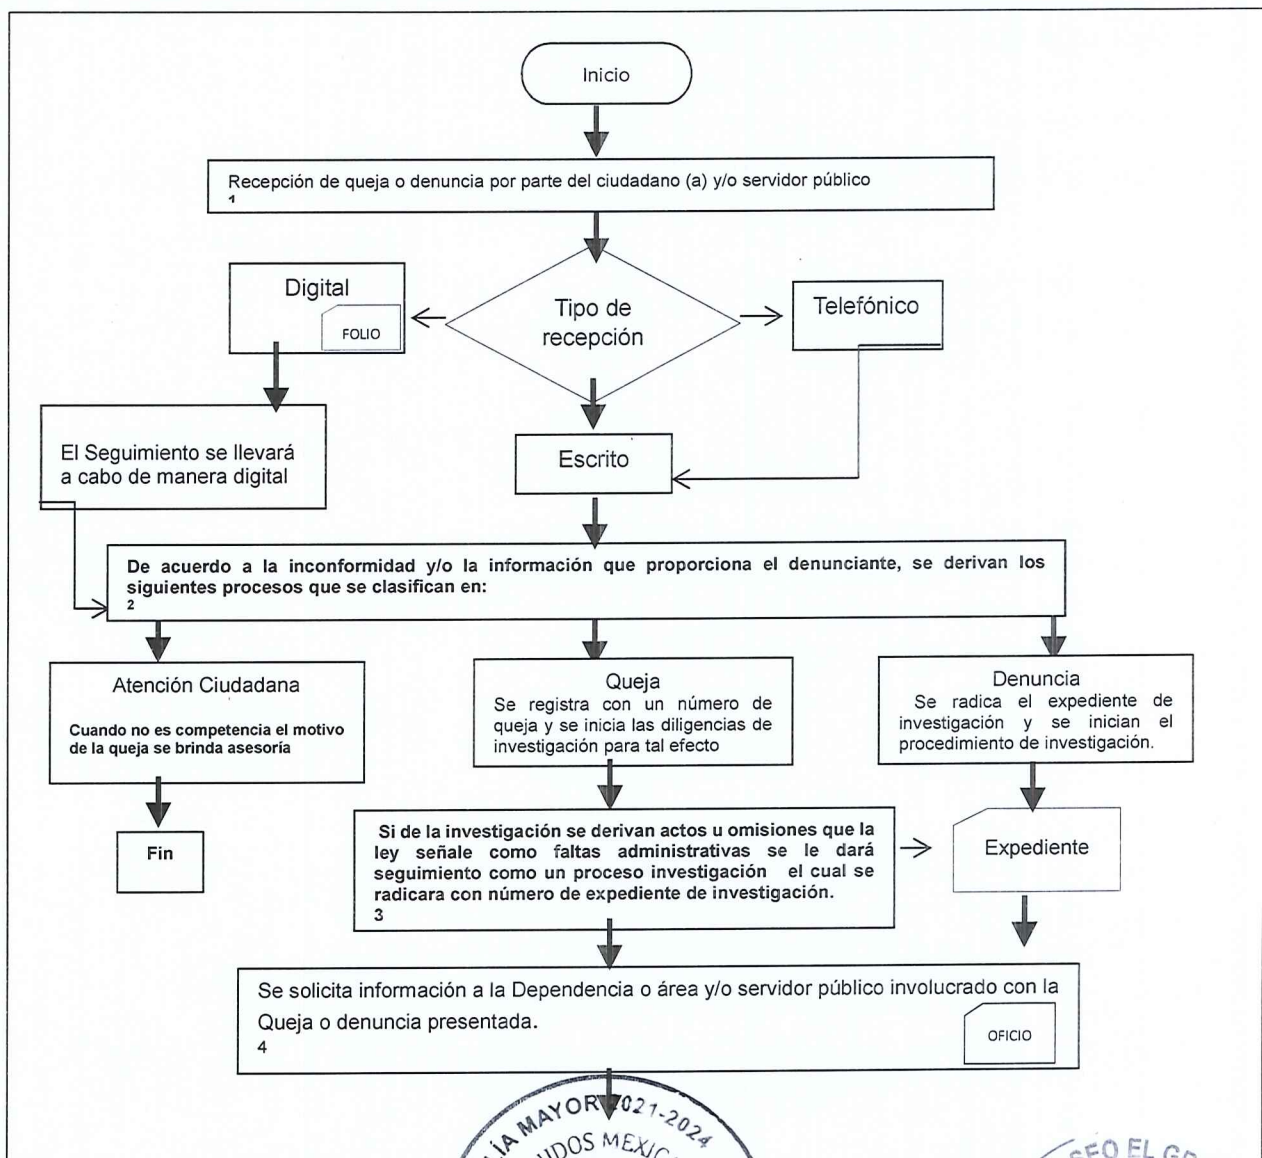 Inicio
Recepción de queja o denuncia por parte del ciudadano (a) y/o servidor público
1
Digital
FOLIO
Tipo de
recepción
Telefónico
El Seguimiento se llevará
a cabo de manera digital
Escrito
De acuerdo a la inconformidad y/o la información que proporciona el denunciante, se derivan los
siguientes procesos que se clasifican en:
2
Atención Ciudadana
Cuando no es competencia el motivo
de la queja se brinda asesoría
Queja
Se registra con un número de
queja y se inicia las diligencias de
investigación para tal efecto
Denuncia
Se radica el expediente de
investigación y se inician el
procedimiento de investigación.
Fin
Si de la investigación se derivan actos u omisiones que la
ley señale como faltas administrativas se le dará
seguimiento como un proceso investigación el cual se
radicara con número de expediente de investigación.
3
Expediente
Se solicita información a la Dependencia o área y/o servidor público involucrado con la
Queja o denuncia presentada.
4
OFICIO
MAYOR 2021-2024
EL